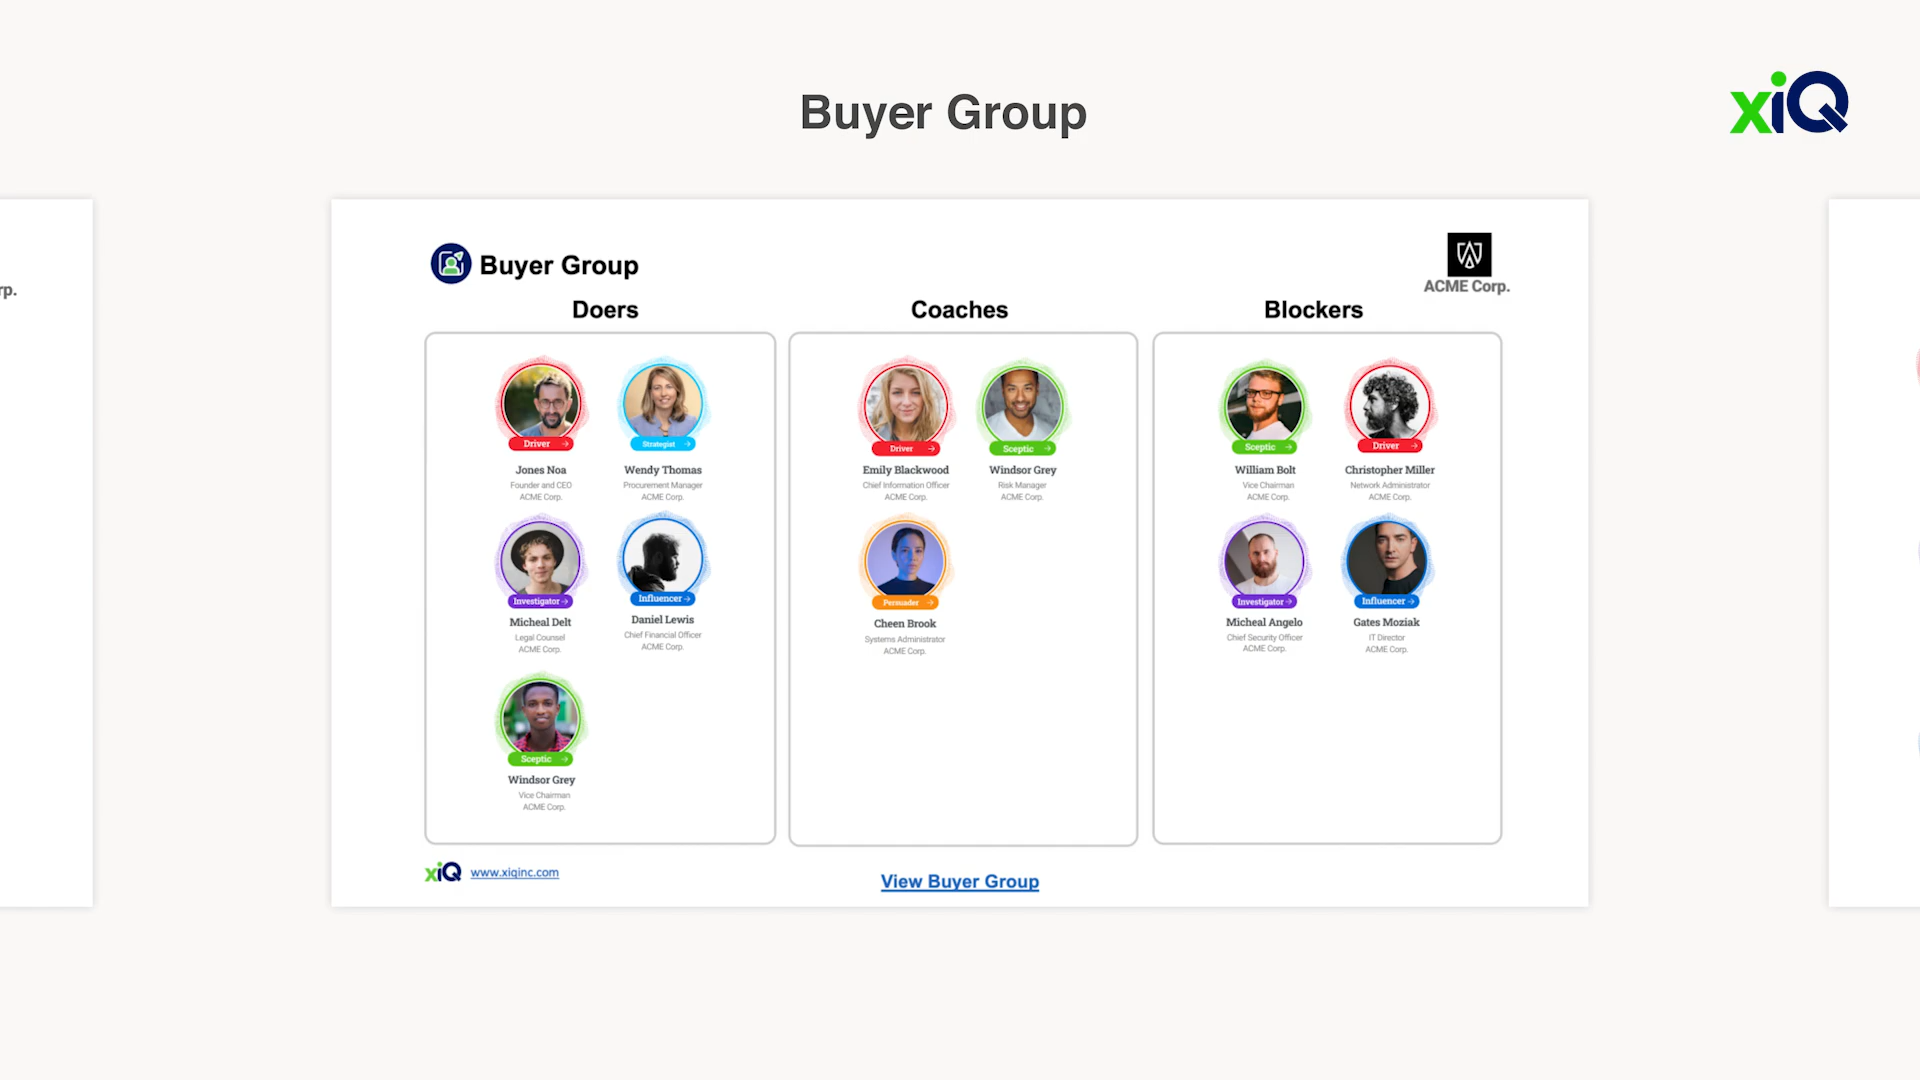 Buyer Group
xiQ
rp.
Buyer Group
ACME Corp.
Doers
Coaches
Blockers
Driver
Strategist
Jones Noa
Founder and CEO
ACME Corp.
Wendy Thomas
Procurement Manager
ACME Corp.
Investigator
Influencer
Micheal Delt
Legal Counsel
ACME Corp.
Daniel Lewis
Chief Financial Officer
ACME Corp.
Sceptic
Windsor Grey
Vice Chairman
ACME Corp.
Driver
Sceptic
Emily Blackwood
Chief Information Officer
ACME Corp.
Windsor Grey
Risk Manager
ACME Corp.
Persuader
Cheen Brook
Systems Administrator
ACME Corp.
Sceptic
Driver
William Bolt
Vice Chairman
ACME Corp.
Christopher Miller
Network Administrator
ACME Corp.
Investigator
Influencer
Micheal Angelo
Chief Security Officer
ACME Corp.
Gates Moziak
IT Director
ACME Corp.
xiQ www.xiqinc.com
View Buyer Group